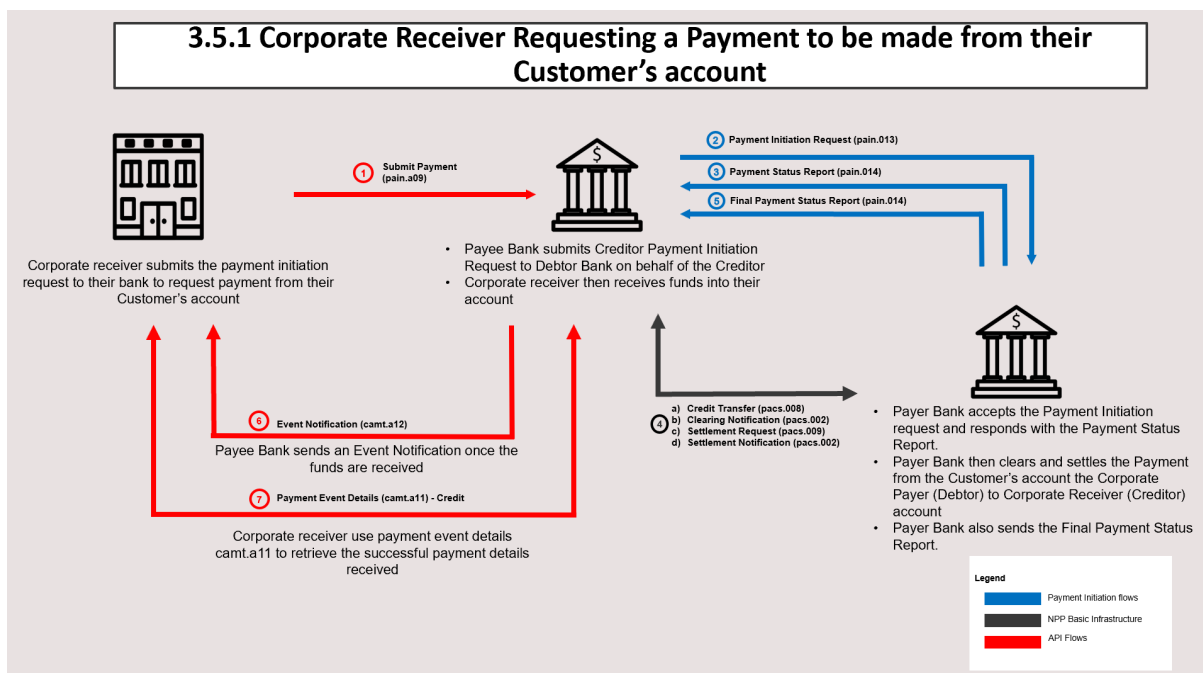 3.5.1 Corporate Receiver Requesting a Payment to be made from their
Customer's account
1 Submit Payment
(pain.a09)
2 Payment Initiation Request (pain.013)
3 Payment Status Report (pain.014)
5 Final Payment Status Report (pain.014)
$
Corporate receiver submits the payment initiation
request to their bank to request payment from their
Customer's account
• Payee Bank submits Creditor Payment Initiation
Request to Debtor Bank on behalf of the Creditor
• Corporate receiver then receives funds into their
account
$
4
a) Credit Transfer (pacs.008)
b) Clearing Notification (pacs.002)
c) Settlement Request (pacs.009)
d) Settlement Notification (pacs.002)
6 Event Notification (camt.a12)
Payee Bank sends an Event Notification once the
funds are received
7 Payment Event Details (camt.a11) - Credit
Corporate receiver use payment event details
camt.a11 to retrieve the successful payment details
received
• Payer Bank accepts the Payment Initiation
request and responds with the Payment Status
Report.
• Payer Bank then clears and settles the Payment
from the Customer's account the Corporate
Payer (Debtor) to Corporate Receiver (Creditor)
account
• Payer Bank also sends the Final Payment Status
Report.
Legend
Payment Initiation flows
NPP Basic Infrastructure
API Flows